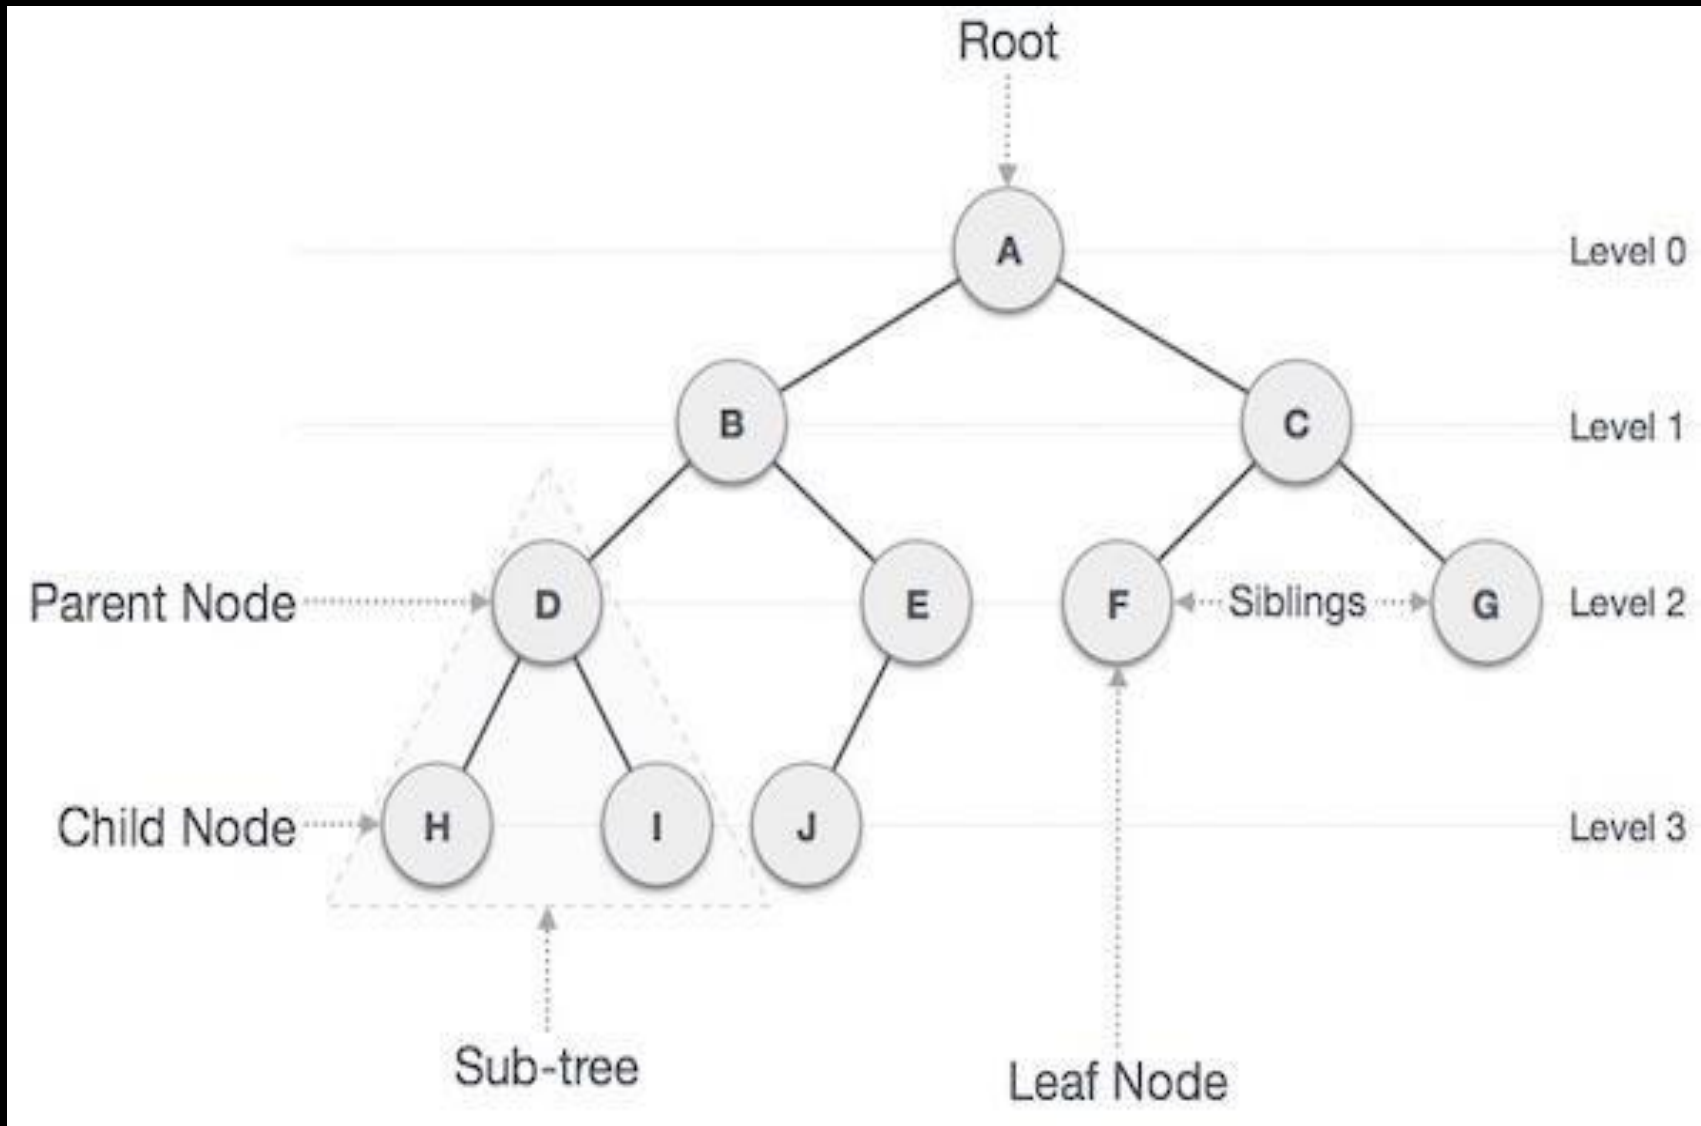 Root
A
Level 0
B
C
Level 1
Parent Node
D
E
F
Siblings
G
Level 2
Child Node
H
I
J
Level 3
Sub-tree
Leaf Node